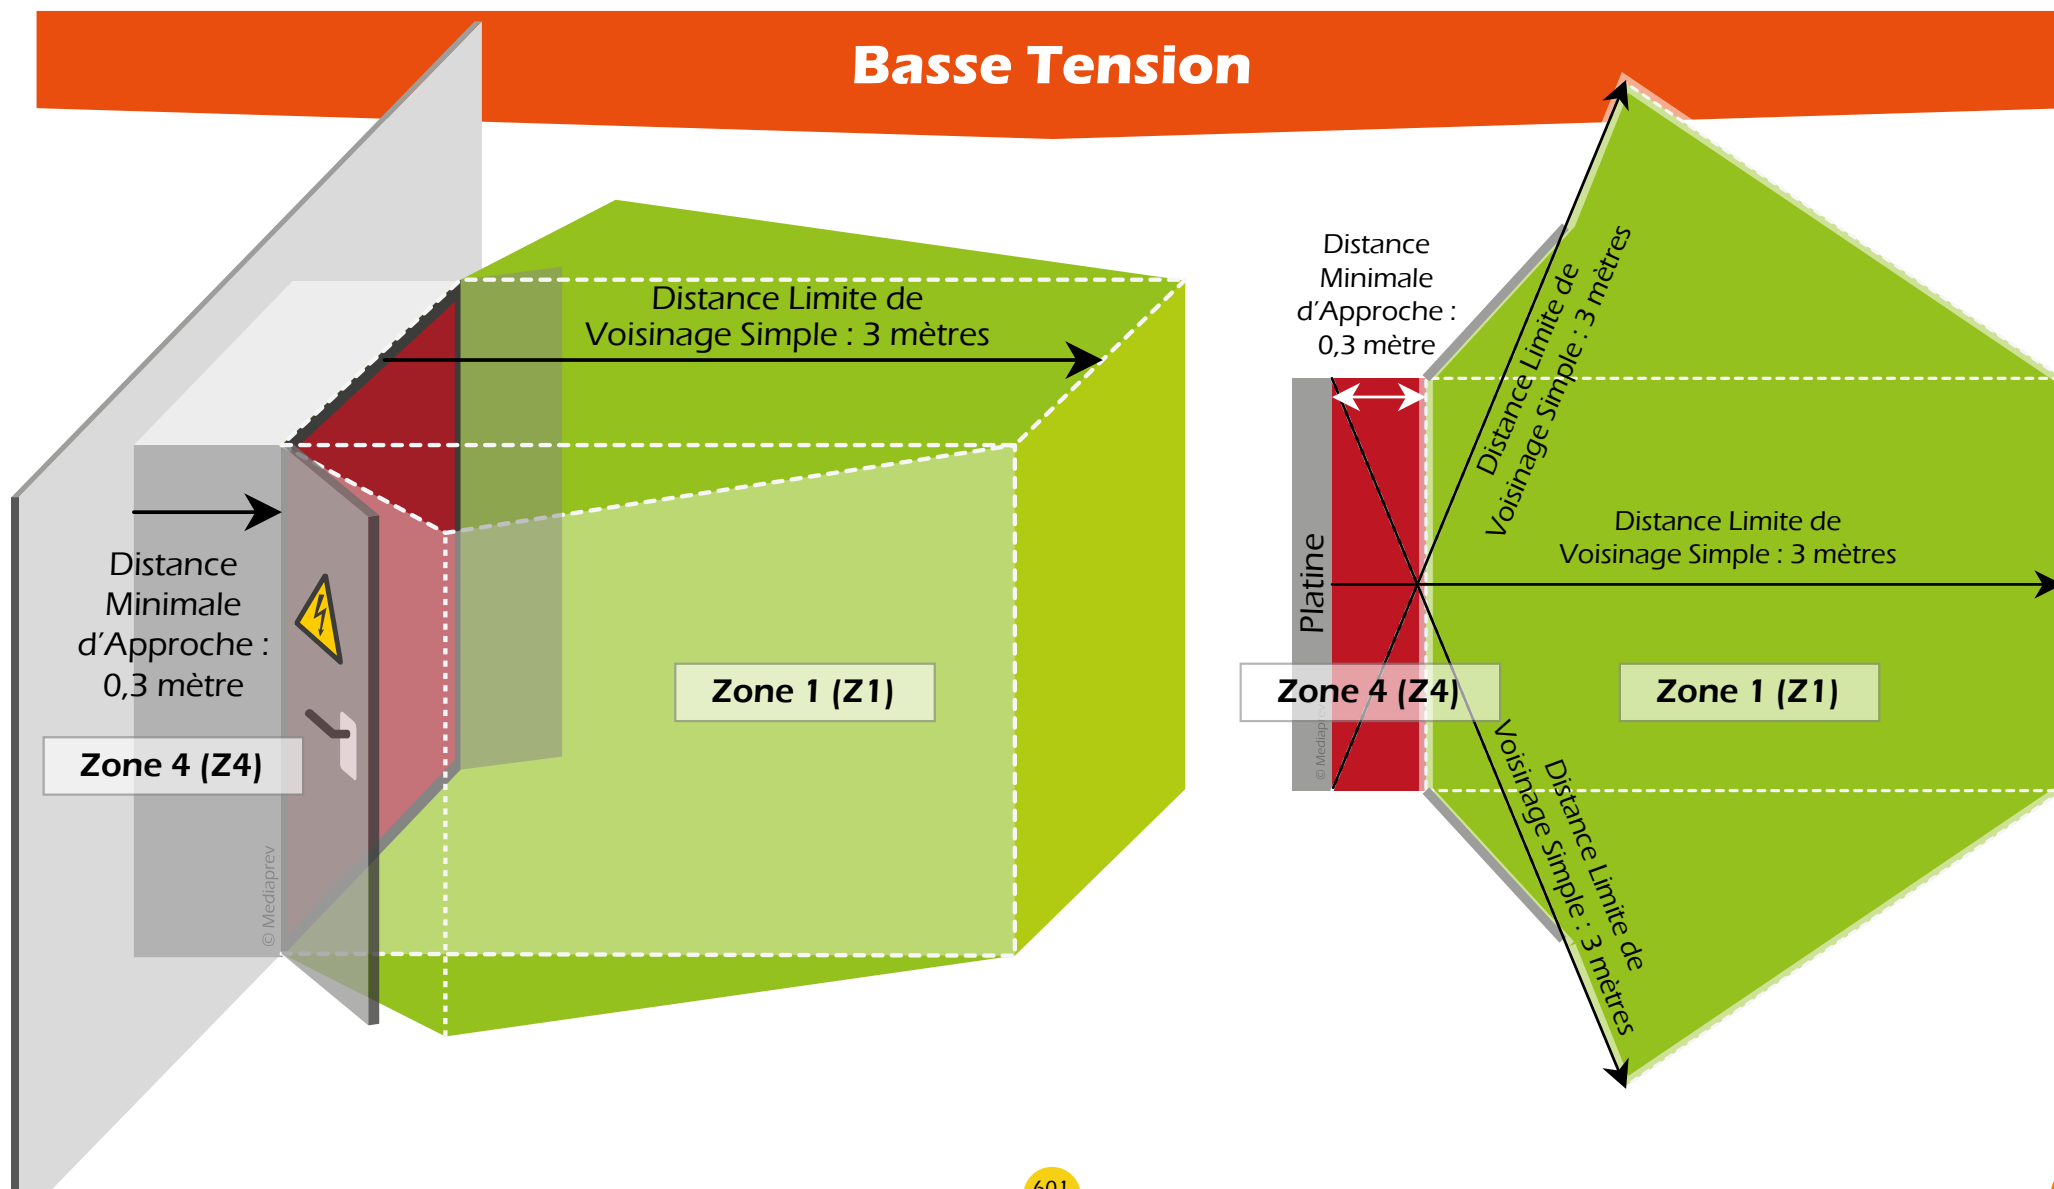 Basse Tension
Distance Limite de
Voisinage Simple : 3 mètres
Distance
Minimale
d'Approche :
0,3 mètre
Zone 4 (Z4)
Zone 1 (Z1)
© Mediaprev
Distance
Minimale
d'Approche :
0,3 mètre
Distance Limite de
Voisinage Simple : 3 mètres
Distance Limite de
Voisinage Simple : 3 mètres
Platine
Zone 4 (Z4)
Zone 1 (Z1)
© Mediaprev
Distance Limite de
Voisinage Simple : 3 mètres
601